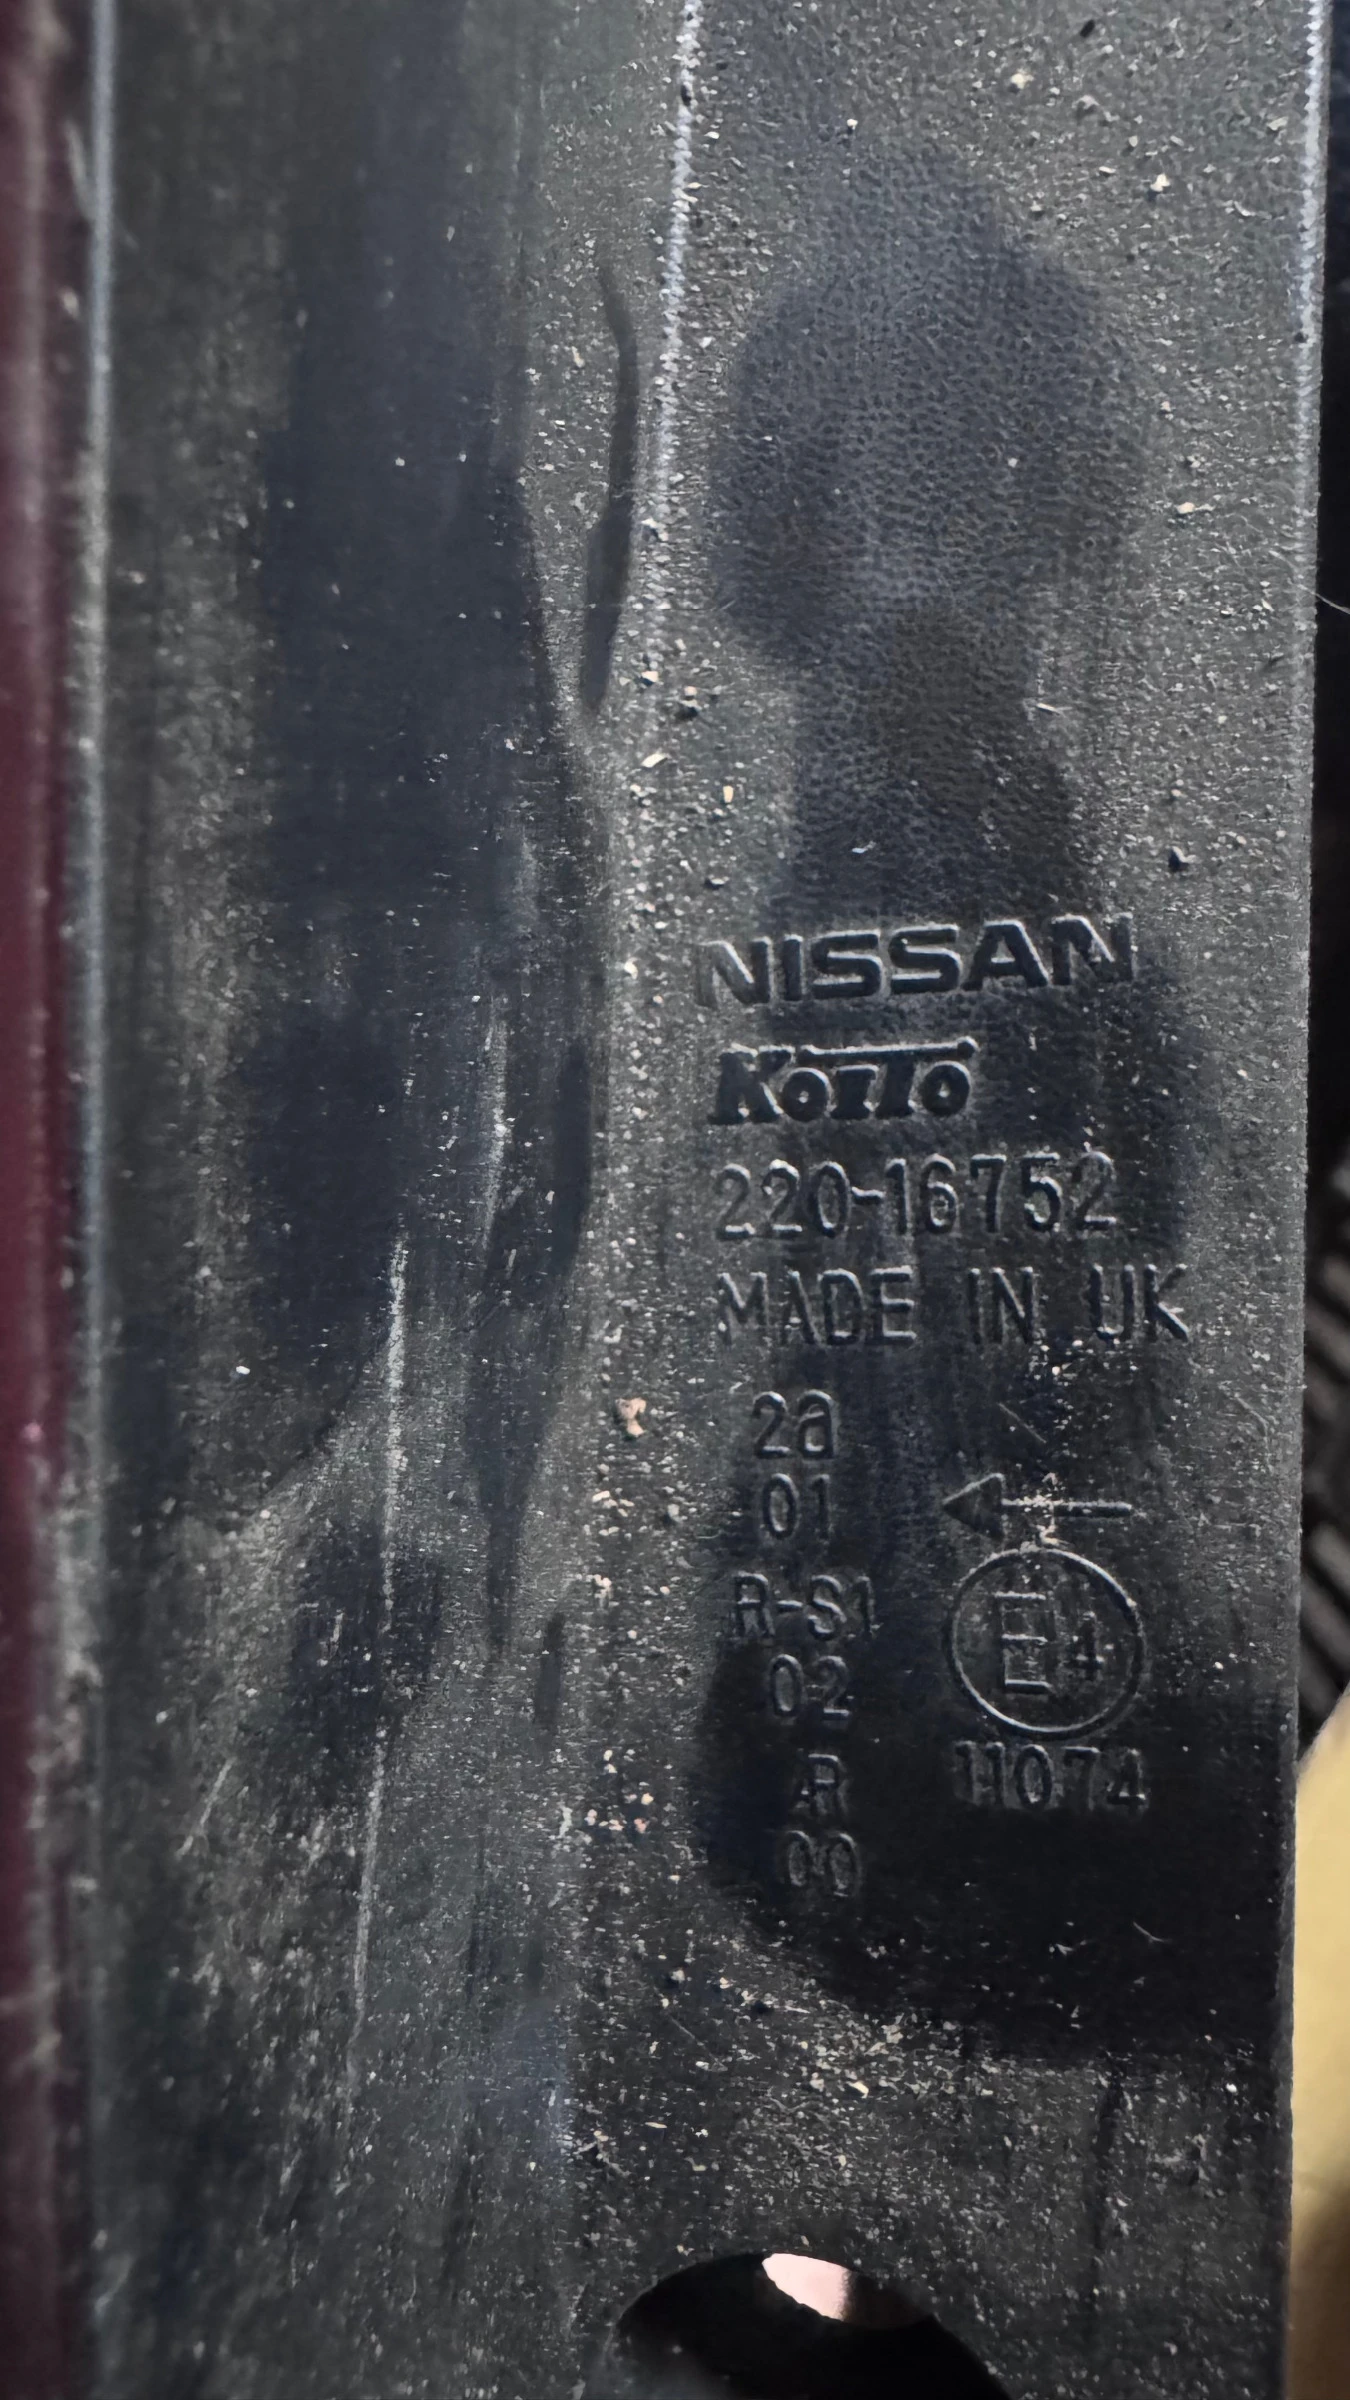 NISSAN
KOITO
220-16752
MADE IN UK
2a
01
R-S1
02
R
00
E4
11074